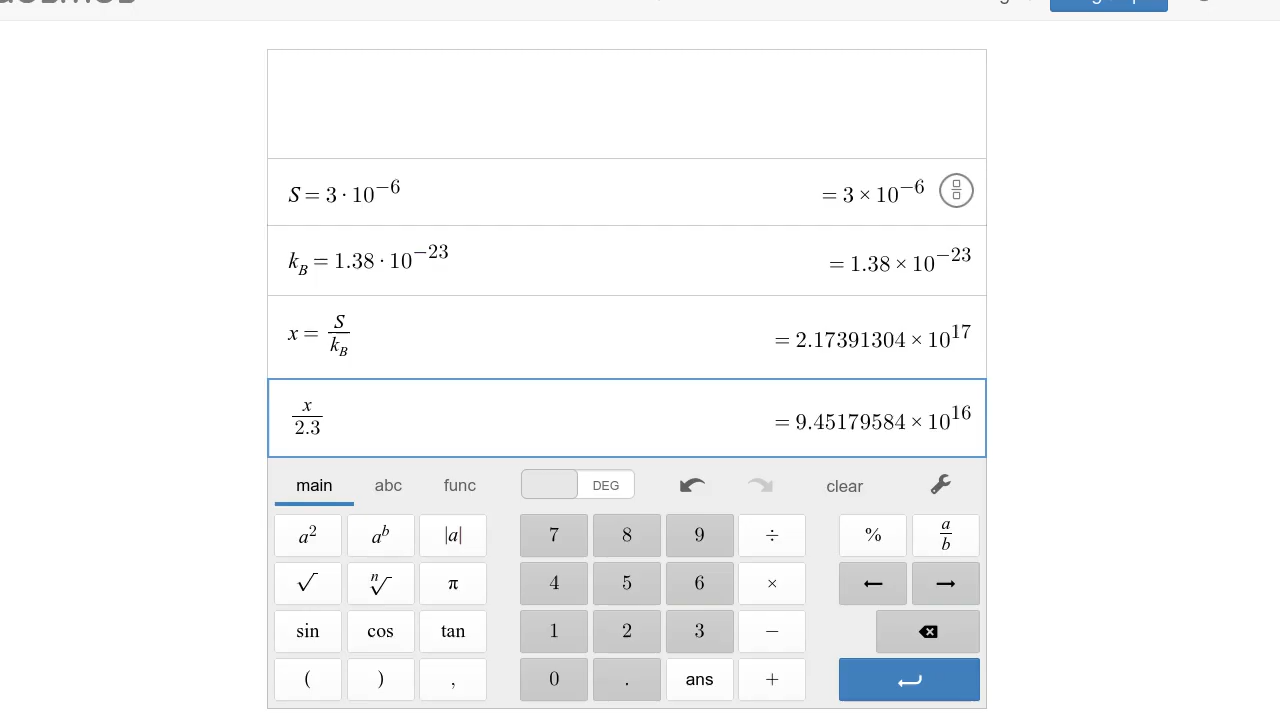 S = 3 · 10^−6 = 3 × 10^−6
k_B = 1.38 · 10^−23 = 1.38 × 10^−23
x = S/k_B = 2.17391304 × 10^17
x/2.3 = 9.45179584 × 10^16
main abc func DEG clear
a² a^b |a| 7 8 9 ÷ % a/b
√ ⁿ√ π 4 5 6 × ← →
sin cos tan 1 2 3 −
( ) , 0 . ans +